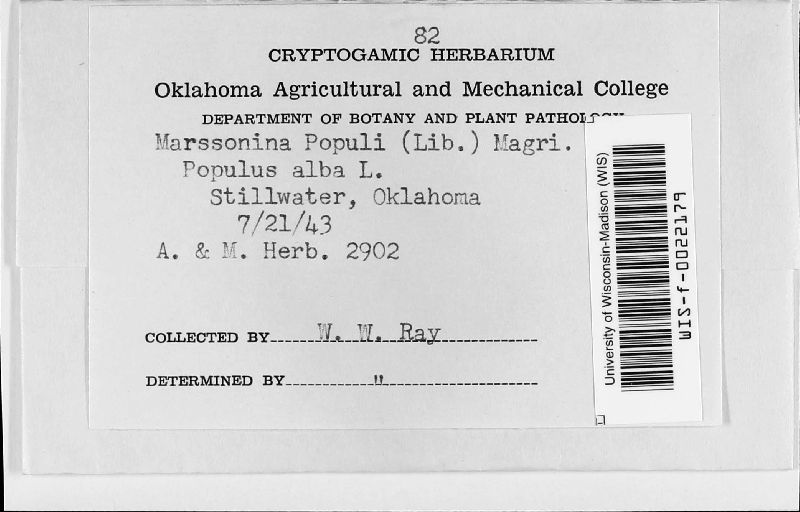 82
CRYPTOGAMIC HERBARIUM
Oklahoma Agricultural and Mechanical College
DEPARTMENT OF BOTANY AND PLANT PATHOLOGY
Marssonina Populi (Lib.) Magri.
Populus alba L.
Stillwater, Oklahoma
7/21/43
A. & M. Herb. 2902
COLLECTED BY W. W. Ray
DETERMINED BY "
University of Wisconsin-Madison (WIS)
WIS-f-0022179